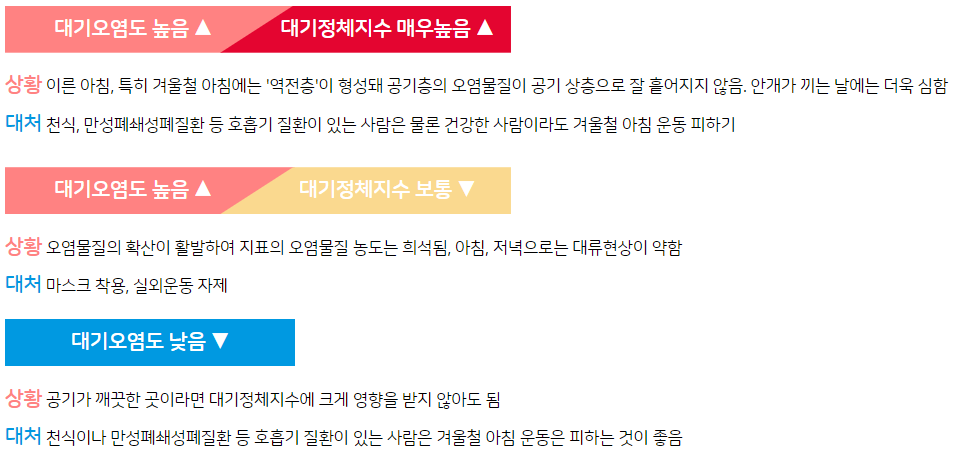 대기오염도 높음 ▲ 대기정체지수 매우높음 ▲
상황 이른 아침, 특히 겨울철 아침에는 '역전층'이 형성돼 공기층의 오염물질이 공기 상층으로 잘 흩어지지 않음. 안개가 끼는 날에는 더욱 심함
대처 천식, 만성폐쇄성폐질환 등 호흡기 질환이 있는 사람은 물론 건강한 사람이라도 겨울철 아침 운동 피하기
대기오염도 높음 ▲ 대기정체지수 보통 ▼
상황 오염물질의 확산이 활발하여 지표의 오염물질 농도는 희석됨, 아침, 저녁으로는 대류현상이 약함
대처 마스크 착용, 실외운동 자제
대기오염도 낮음 ▼
상황 공기가 깨끗한 곳이라면 대기정체지수에 크게 영향을 받지 않아도 됨
대처 천식이나 만성폐쇄성폐질환 등 호흡기 질환이 있는 사람은 겨울철 아침 운동은 피하는 것이 좋음